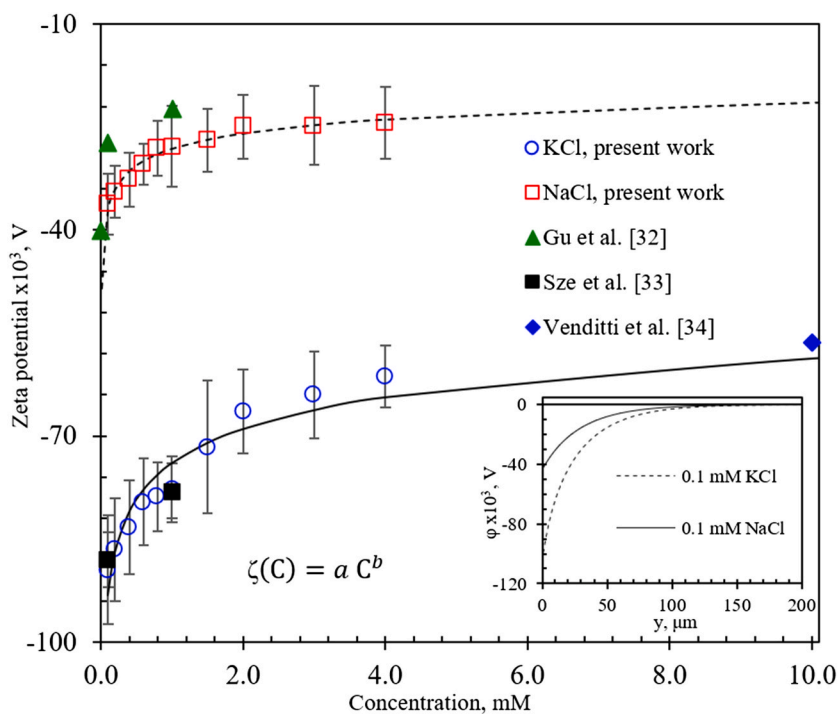 -10
-40
-70
-100
Zeta potential x10³, V
KCl, present work
NaCl, present work
Gu et al. [32]
Sze et al. [33]
Venditti et al. [34]
ζ(C) = a C^b
0
-40
-80
-120
φ x10³, V
0.1 mM KCl
0.1 mM NaCl
0
50
100
150
200
y, μm
0.0
2.0
4.0
6.0
8.0
10.0
Concentration, mM